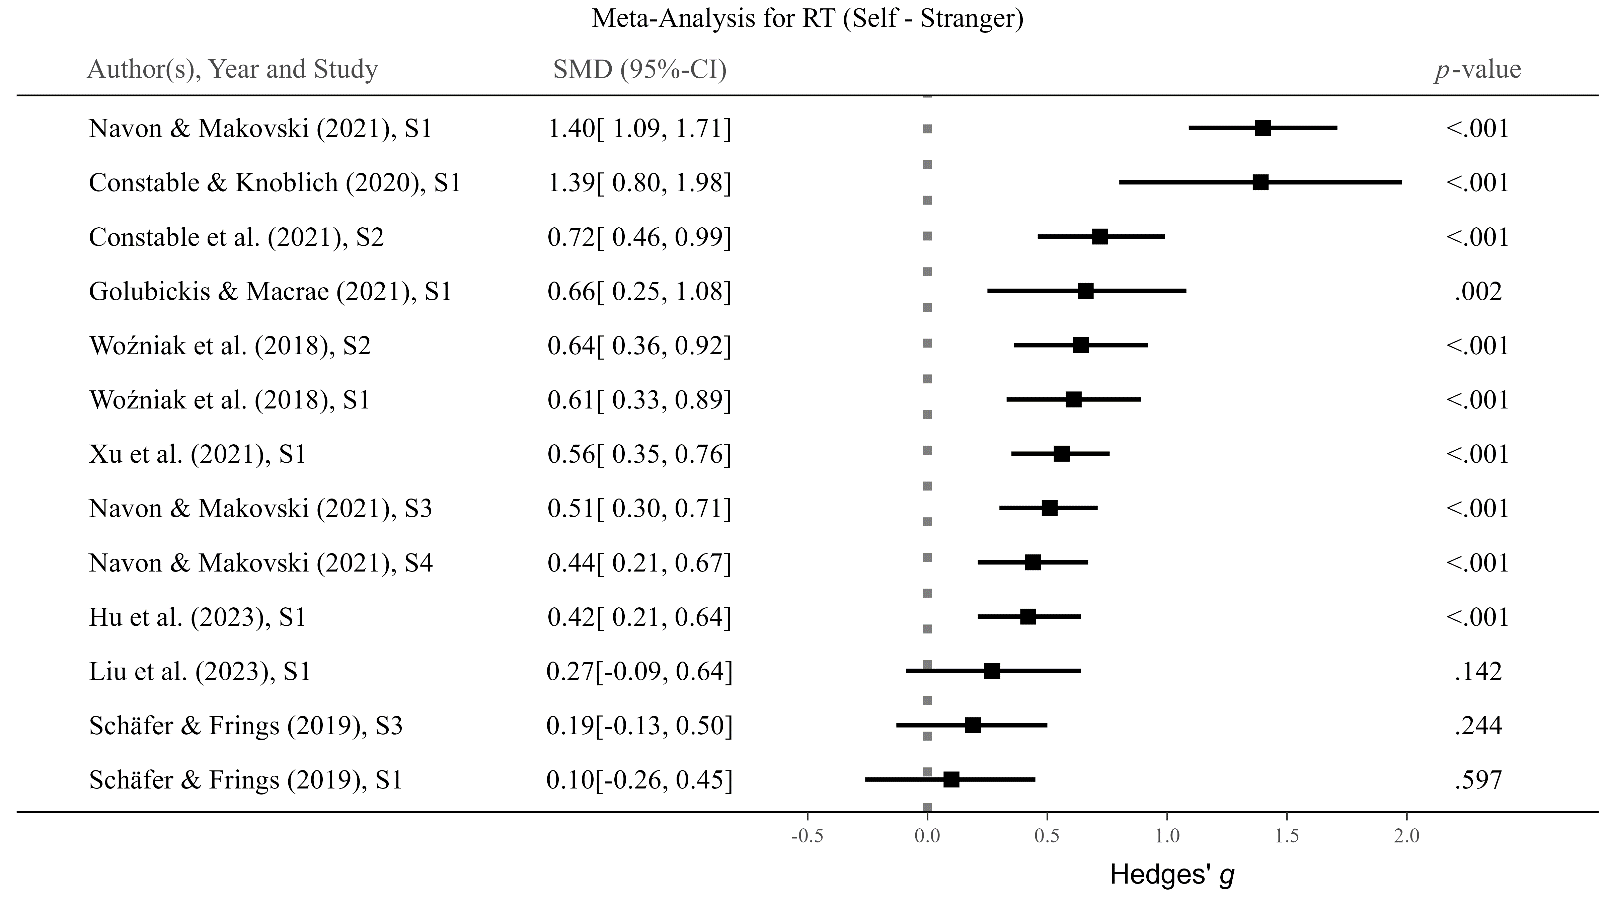 Meta-Analysis for RT (Self - Stranger)
Author(s), Year and Study SMD (95%-CI) p-value
Navon & Makovski (2021), S1 1.40[ 1.09, 1.71] <.001
Constable & Knoblich (2020), S1 1.39[ 0.80, 1.98] <.001
Constable et al. (2021), S2 0.72[ 0.46, 0.99] <.001
Golubickis & Macrae (2021), S1 0.66[ 0.25, 1.08] .002
Woźniak et al. (2018), S2 0.64[ 0.36, 0.92] <.001
Woźniak et al. (2018), S1 0.61[ 0.33, 0.89] <.001
Xu et al. (2021), S1 0.56[ 0.35, 0.76] <.001
Navon & Makovski (2021), S3 0.51[ 0.30, 0.71] <.001
Navon & Makovski (2021), S4 0.44[ 0.21, 0.67] <.001
Hu et al. (2023), S1 0.42[ 0.21, 0.64] <.001
Liu et al. (2023), S1 0.27[-0.09, 0.64] .142
Schäfer & Frings (2019), S3 0.19[-0.13, 0.50] .244
Schäfer & Frings (2019), S1 0.10[-0.26, 0.45] .597
-0.5 0.0 0.5 1.0 1.5 2.0
Hedges' g